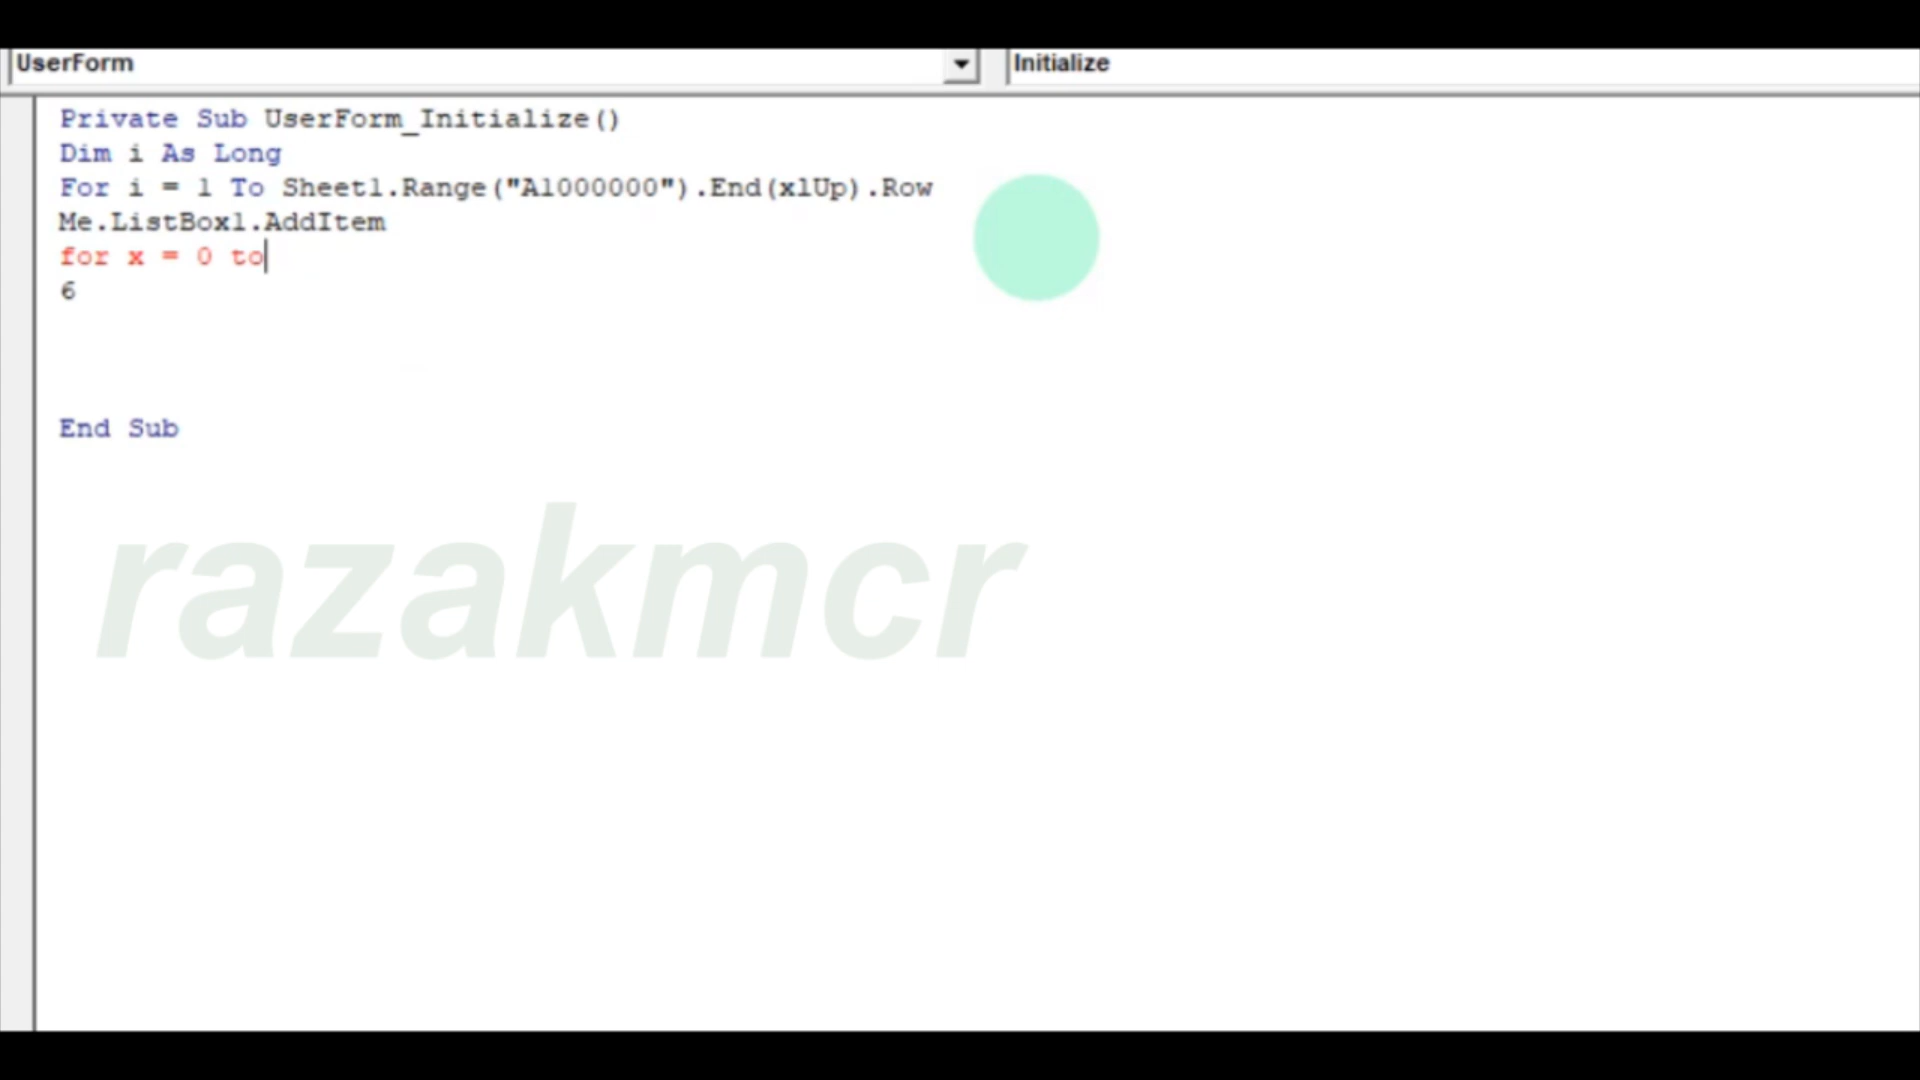 UserForm
Initialize
Private Sub UserForm_Initialize()
Dim i As Long
For i = 1 To Sheet1.Range("A1000000").End(xlUp).Row
Me.ListBox1.AddItem
for x = 0 to
6
End Sub
razakmcr